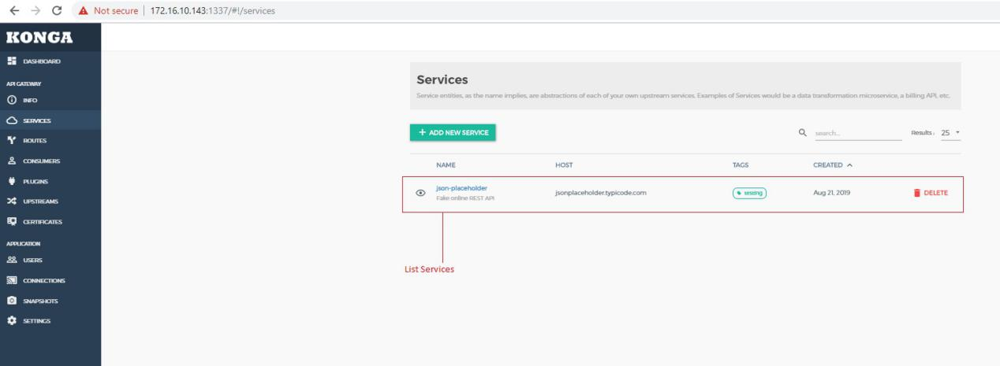 Not secure | 172.16.10.143:1337/#!/services
KONGA
DASHBOARD
API GATEWAY
INFO
SERVICES
ROUTES
CONSUMERS
PLUGINS
UPSTREAMS
CERTIFICATES
APPLICATION
USERS
CONNECTIONS
SNAPSHOTS
SETTINGS
Services
Service entities, as the name implies, are abstractions of each of your own upstream services. Examples of Services would be a data transformation microservice, a billing API, etc.
+ ADD NEW SERVICE search... Results: 25
NAME HOST TAGS CREATED
json-placeholder jsonplaceholder.typicode.com testing Aug 21, 2019 DELETE
Fake online REST API
List Services